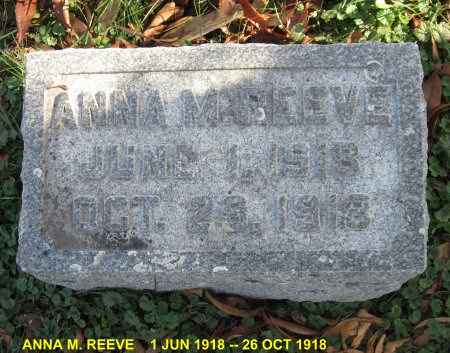 ANNA M. REEVE
JUNE 1, 1918
OCT. 26, 1918
ANNA M. REEVE 1 JUN 1918 -- 26 OCT 1918